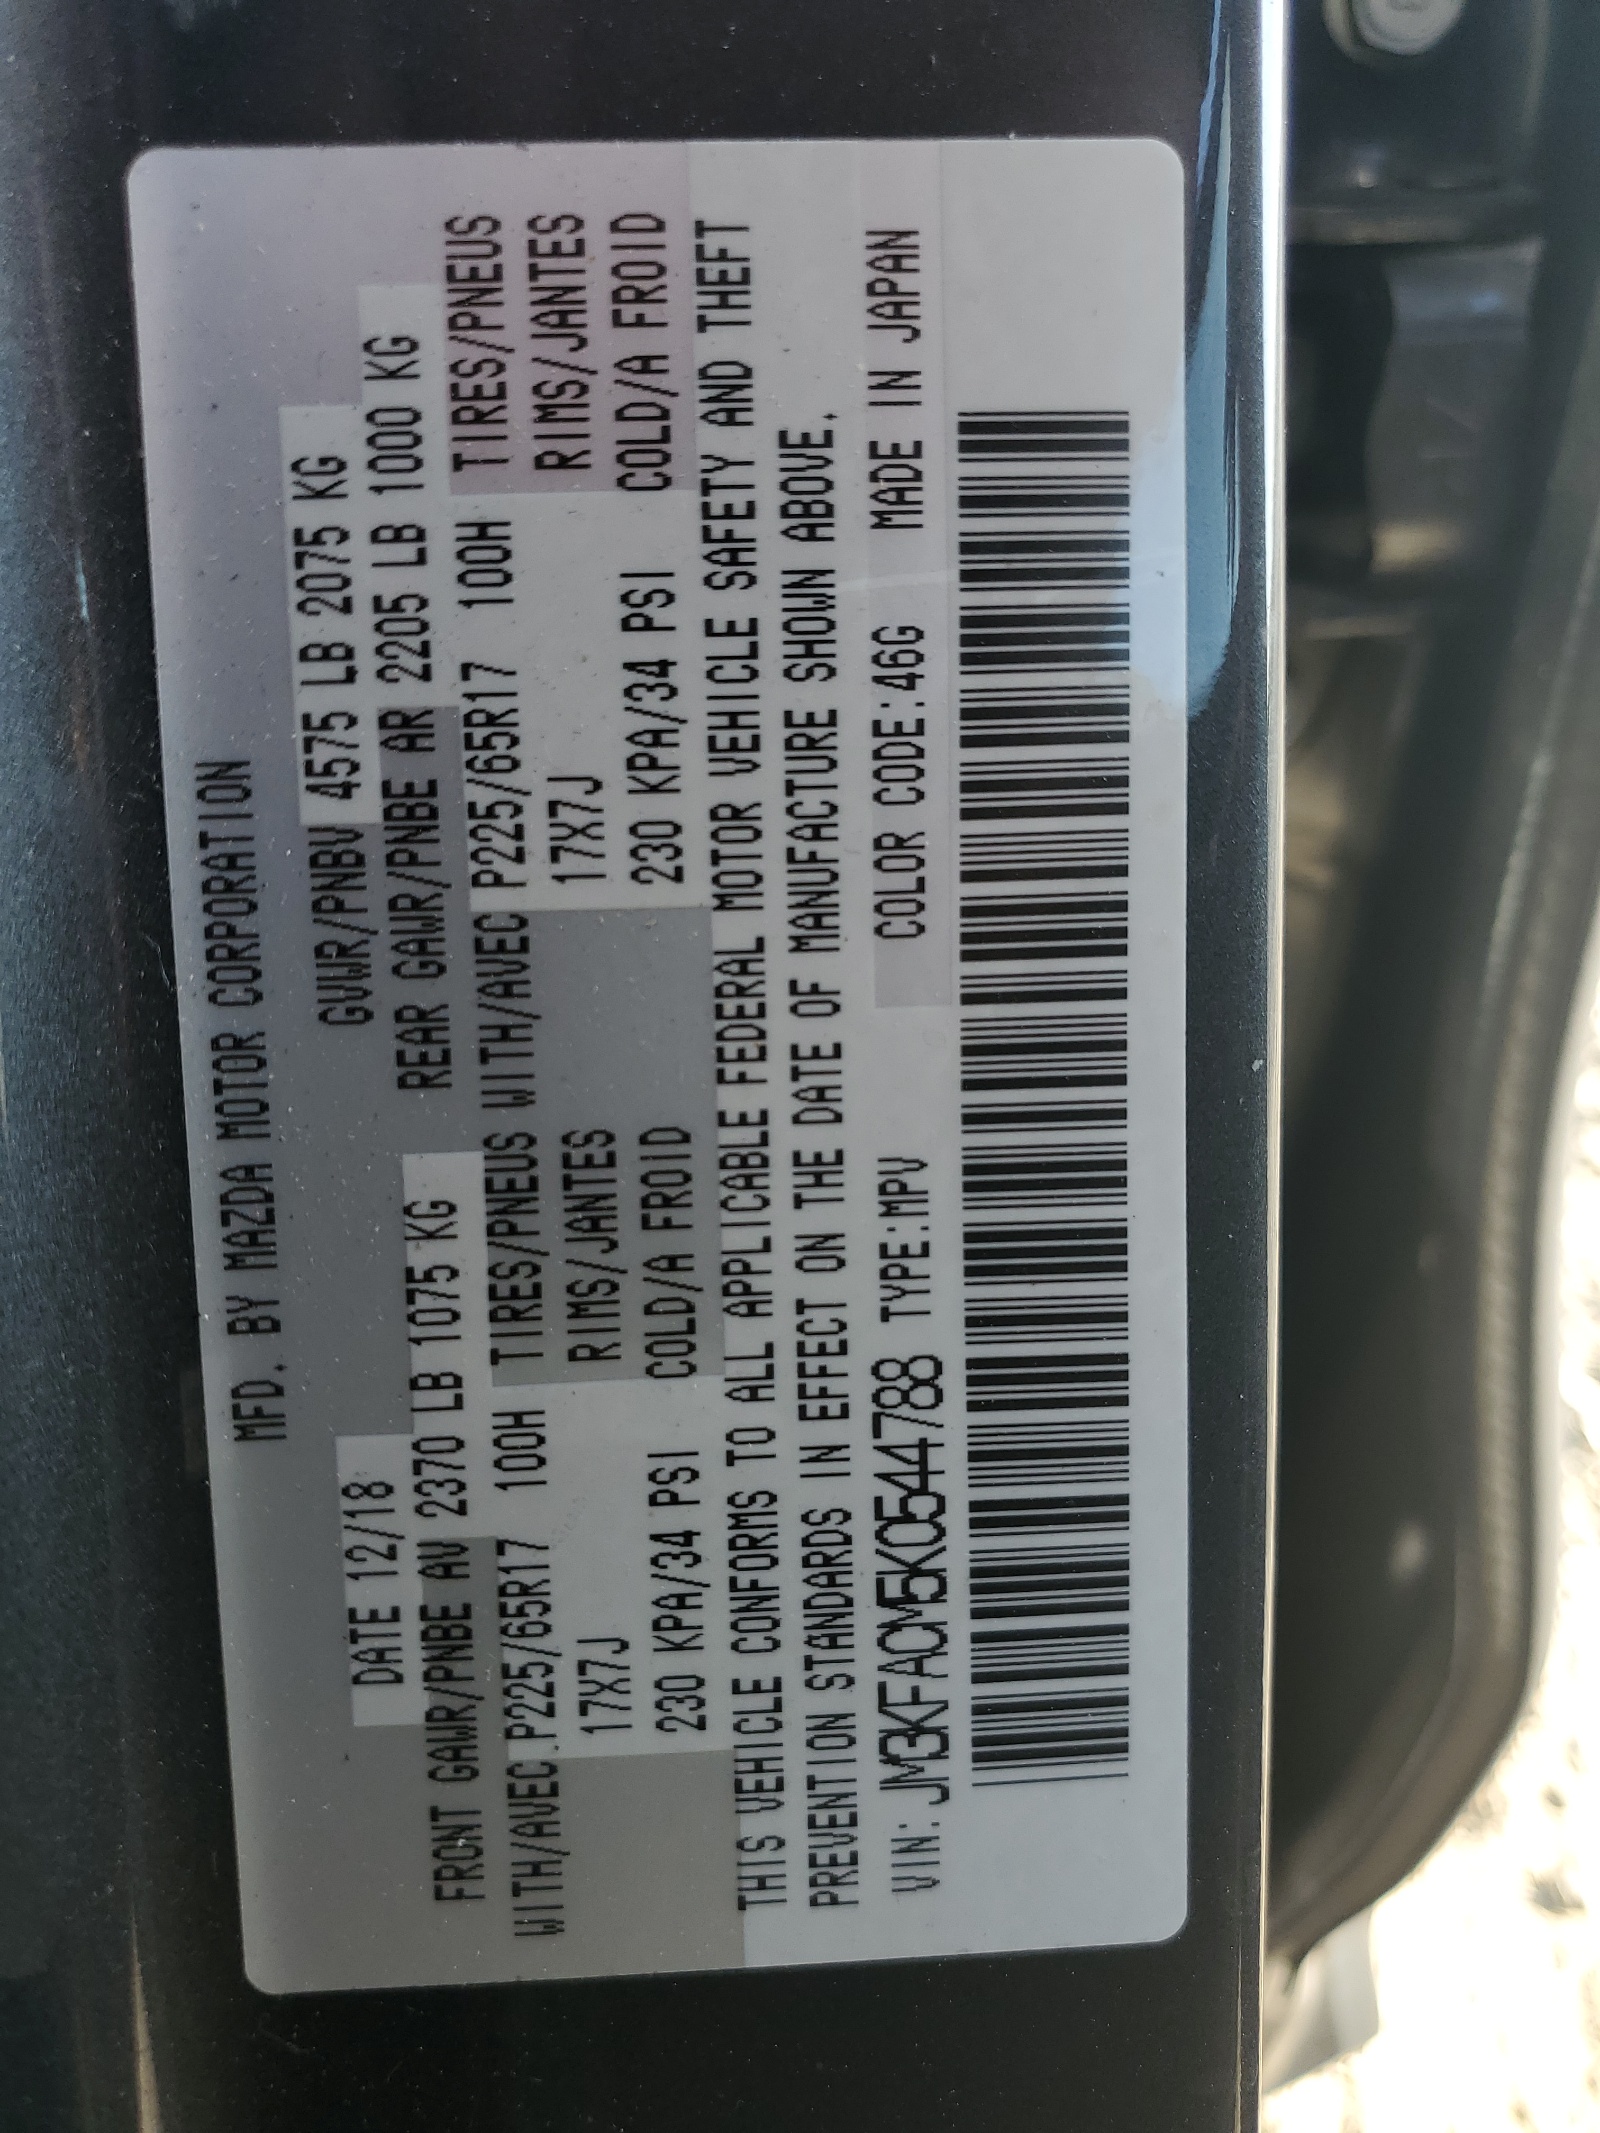 MFD. BY MAZDA MOTOR CORPORATION
DATE 12/18 GVWR/PNBV 4575 LB 2075 KG
FRONT GAWR/PNBE AV 2370 LB 1075 KG REAR GAWR/PNBE AR 2205 LB 1000 KG
WITH/AVEC P225/65R17 100H TIRES/PNEUS WITH/AVEC P225/65R17 100H TIRES/PNEUS
17X7J RIMS/JANTES 17X7J RIMS/JANTES
230 KPA/34 PSI COLD/A FROID 230 KPA/34 PSI COLD/A FROID
THIS VEHICLE CONFORMS TO ALL APPLICABLE FEDERAL MOTOR VEHICLE SAFETY AND THEFT
PREVENTION STANDARDS IN EFFECT ON THE DATE OF MANUFACTURE SHOWN ABOVE.
VIN: JM3KFACM5K0544788 TYPE:MPV COLOR CODE:46G MADE IN JAPAN